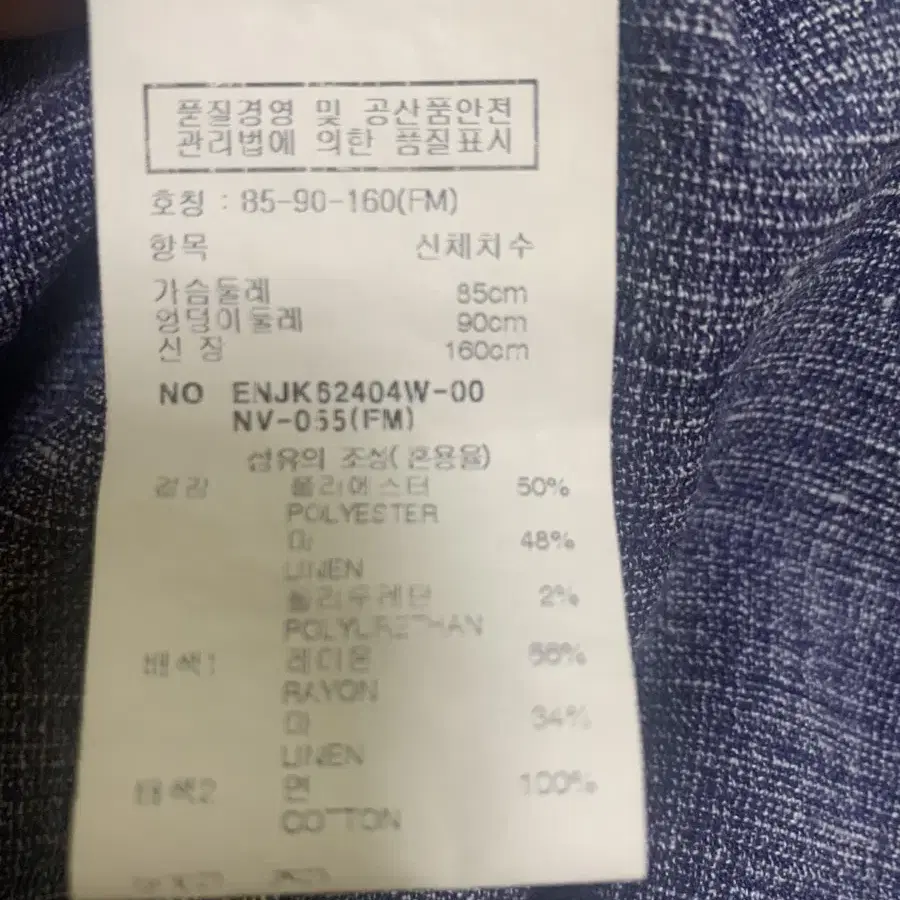 품질경영 및 공산품안전
관리법에 의한 품질표시
호칭 : 85-90-160(FM)
항목 신체치수
가슴둘레 85cm
엉덩이둘레 90cm
신 장 160cm
NO ENJK62404W-00
NV-055(FM)
섬유의 조성( 혼용율)
겉감 폴리에스터 50%
POLYESTER
마 48%
LINEN
폴리우레탄 2%
POLYURETHAN
배색1 레이온
RAYON
마 34%
LINEN
배색2 면 100%
COTTON